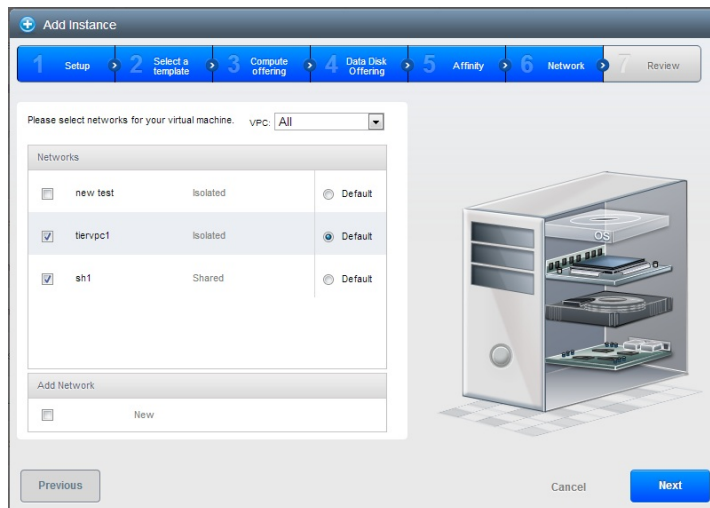 Add Instance
1 Setup
2 Select a
template
3 Compute
offering
4 Data Disk
Offering
5 Affinity
6 Network
7 Review
Please select networks for your virtual machine. VPC: All
Networks
new test Isolated Default
tiervpc1 Isolated Default
sh1 Shared Default
Add Network
New
OS
Previous Cancel Next